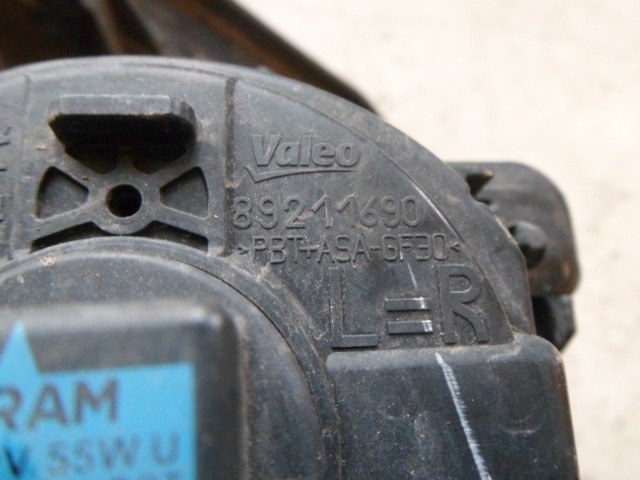 Valeo
89211690
>PBT+ASA-GF30<
L=R
RAM
V 55W U